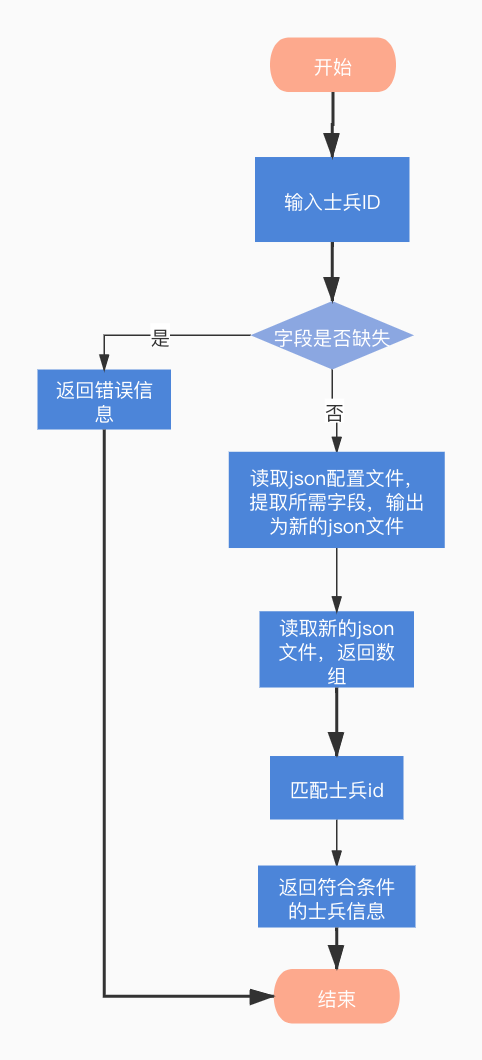 开始
输入士兵ID
字段是否缺失
是
返回错误信
息
否
读取json配置文件，
提取所需字段，输出
为新的json文件
读取新的json
文件，返回数
组
匹配士兵id
返回符合条件
的士兵信息
结束